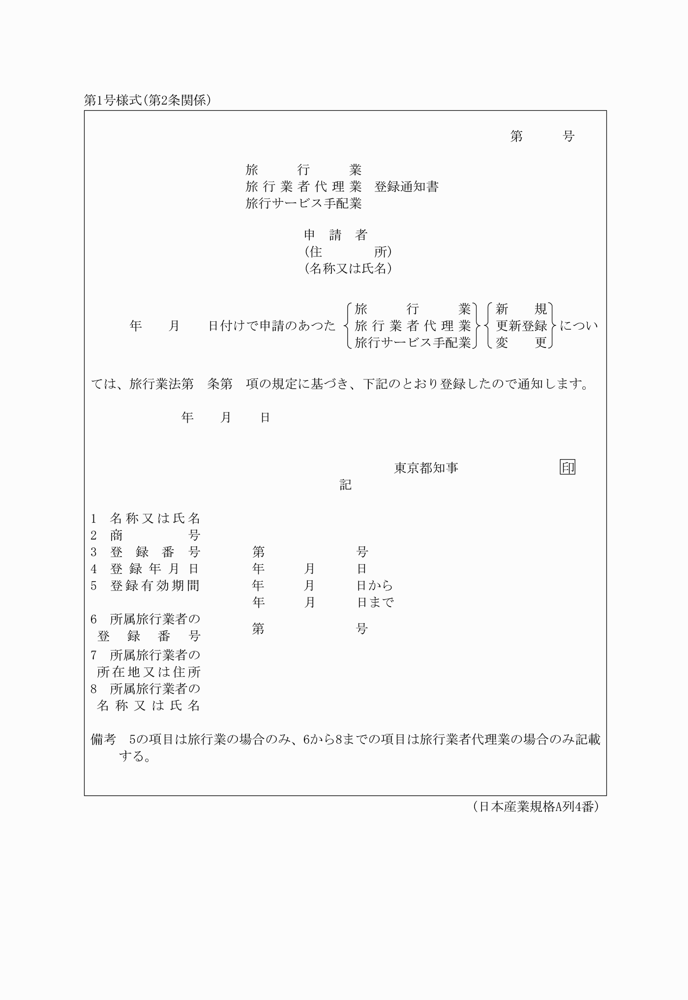 第1号様式(第2条関係)
第　　　号
旅　　　行　　　業
旅行業者代理業　登録通知書
旅行サービス手配業
申　請　者
(住　　　　所)
(名称又は氏名)
旅　　　行　　　業　新　　規
年　　月　　日付けで申請のあつた　旅行業者代理業　更新登録　につい
旅行サービス手配業　変　　更
ては、旅行業法第　条第　項の規定に基づき、下記のとおり登録したので通知します。
年　　月　　日
東京都知事　　　　　　　　印
記
1　名称又は氏名
2　商　　　　　号
3　登　録　番　号　　　　第　　　　　　　号
4　登録年月日　　　　年　　　月　　　日
5　登録有効期間　　　　年　　　月　　　日から
年　　　月　　　日まで
6　所属旅行業者の
登　録　番　号　　　　第　　　　　　　号
7　所属旅行業者の
所在地又は住所
8　所属旅行業者の
名称又は氏名
備考　5の項目は旅行業の場合のみ、6から8までの項目は旅行業者代理業の場合のみ記載
する。
(日本産業規格A列4番)